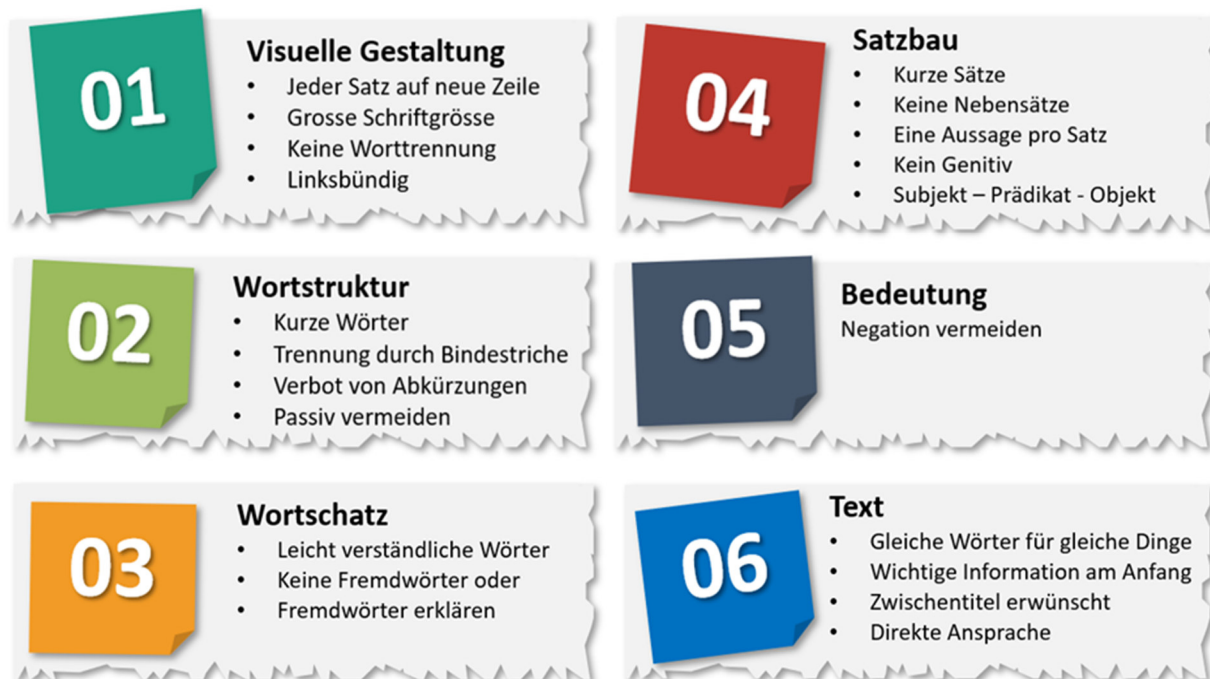 01
Visuelle Gestaltung
• Jeder Satz auf neue Zeile
• Grosse Schriftgrösse
• Keine Worttrennung
• Linksbündig
02
Wortstruktur
• Kurze Wörter
• Trennung durch Bindestriche
• Verbot von Abkürzungen
• Passiv vermeiden
03
Wortschatz
• Leicht verständliche Wörter
• Keine Fremdwörter oder
• Fremdwörter erklären
04
Satzbau
• Kurze Sätze
• Keine Nebensätze
• Eine Aussage pro Satz
• Kein Genitiv
• Subjekt – Prädikat - Objekt
05
Bedeutung
Negation vermeiden
06
Text
• Gleiche Wörter für gleiche Dinge
• Wichtige Information am Anfang
• Zwischentitel erwünscht
• Direkte Ansprache